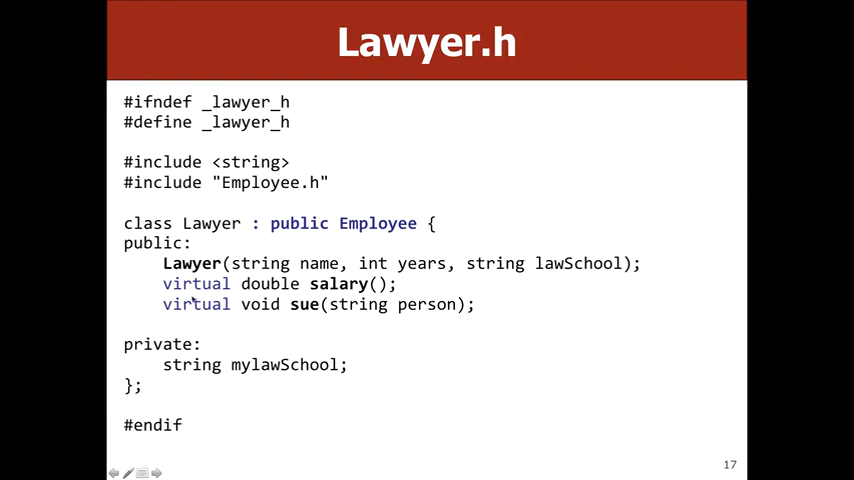 Lawyer.h
#ifndef _lawyer_h
#define _lawyer_h
#include <string>
#include "Employee.h"
class Lawyer : public Employee {
public:
Lawyer(string name, int years, string lawSchool);
virtual double salary();
virtual void sue(string person);
private:
string mylawSchool;
};
#endif
17